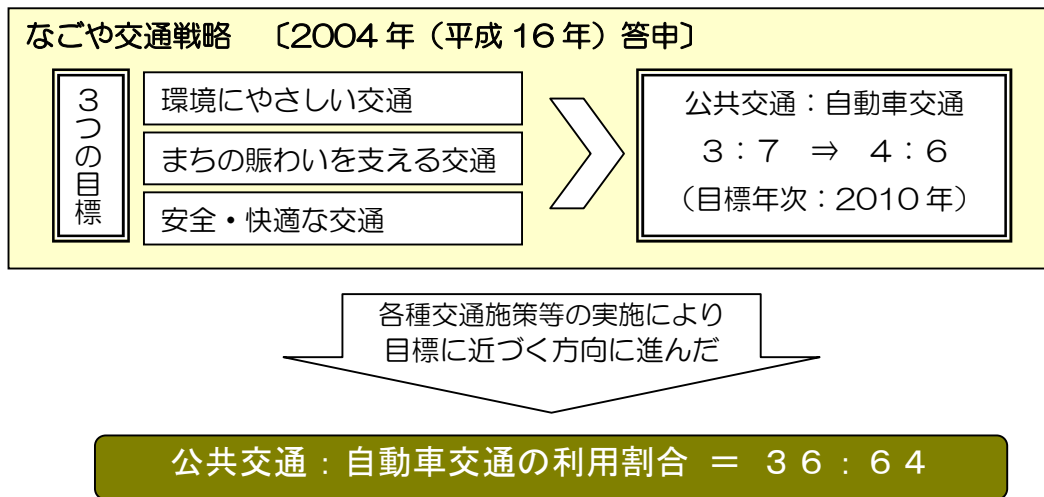 なごや交通戦略 〔2004年（平成16年）答申〕
3つの目標
環境にやさしい交通
まちの賑わいを支える交通
安全・快適な交通
公共交通：自動車交通
3：7 ⇒ 4：6
（目標年次：2010年）
各種交通施策等の実施により
目標に近づく方向に進んだ
公共交通：自動車交通の利用割合 ＝ 36：64